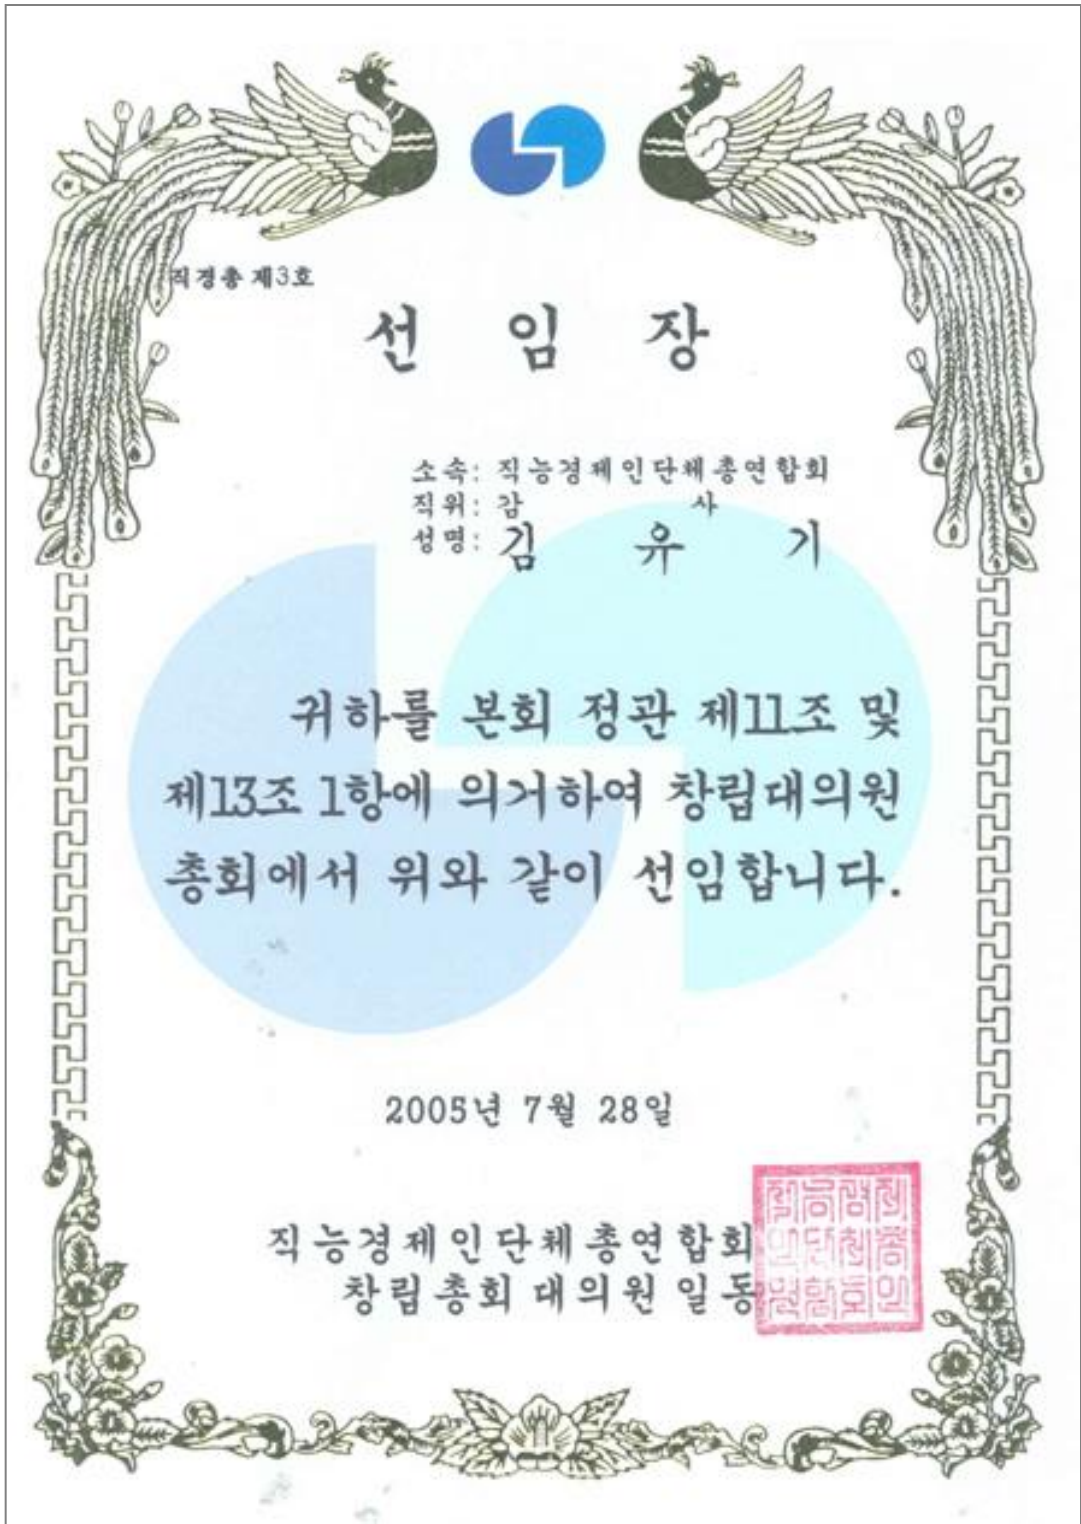 직경총 제3호
선 임 장
소속: 직능경제인단체총연합회
직위: 감 사
성명: 김 유 기
귀하를 본회 정관 제11조 및
제13조 1항에 의거하여 창립대의원
총회에서 위와 같이 선임합니다.
2005년 7월 28일
직능경제인단체총연합회
창립총회 대의원 일동